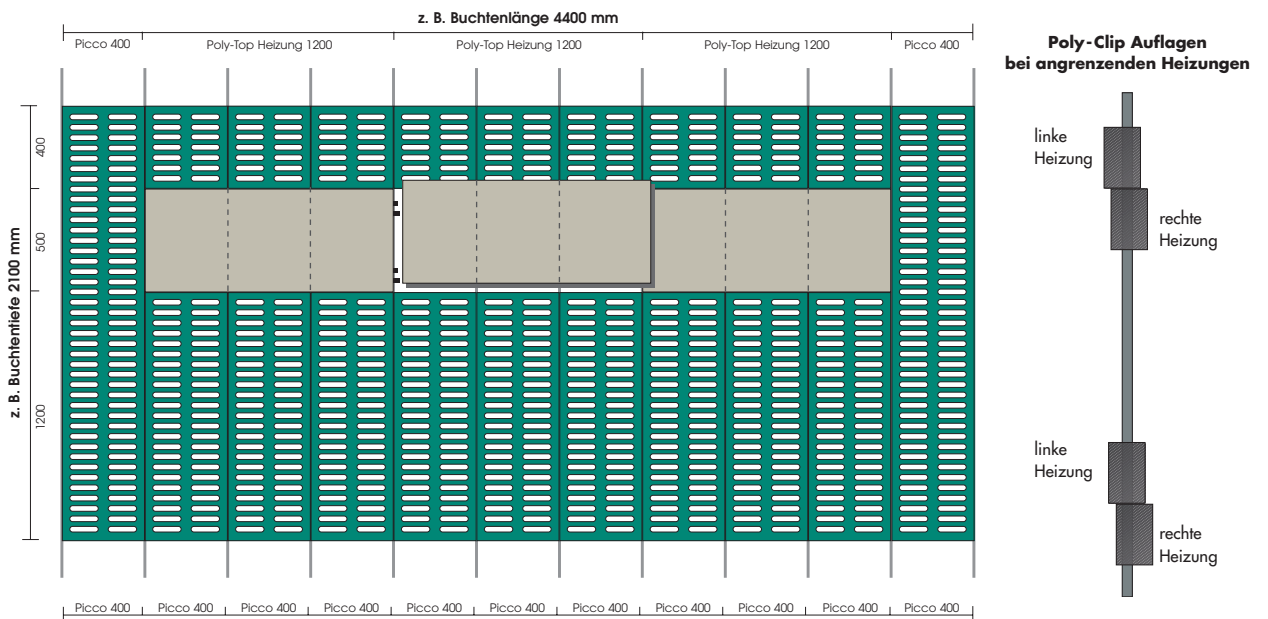 z. B. Buchtenlänge 4400 mm
Picco 400 Poly-Top Heizung 1200 Poly-Top Heizung 1200 Poly-Top Heizung 1200 Picco 400
z. B. Buchtentiefe 2100 mm
400
500
1200
Picco 400 Picco 400 Picco 400 Picco 400 Picco 400 Picco 400 Picco 400 Picco 400 Picco 400 Picco 400 Picco 400
Poly-Clip Auflagen
bei angrenzenden Heizungen
linke
Heizung
rechte
Heizung
linke
Heizung
rechte
Heizung